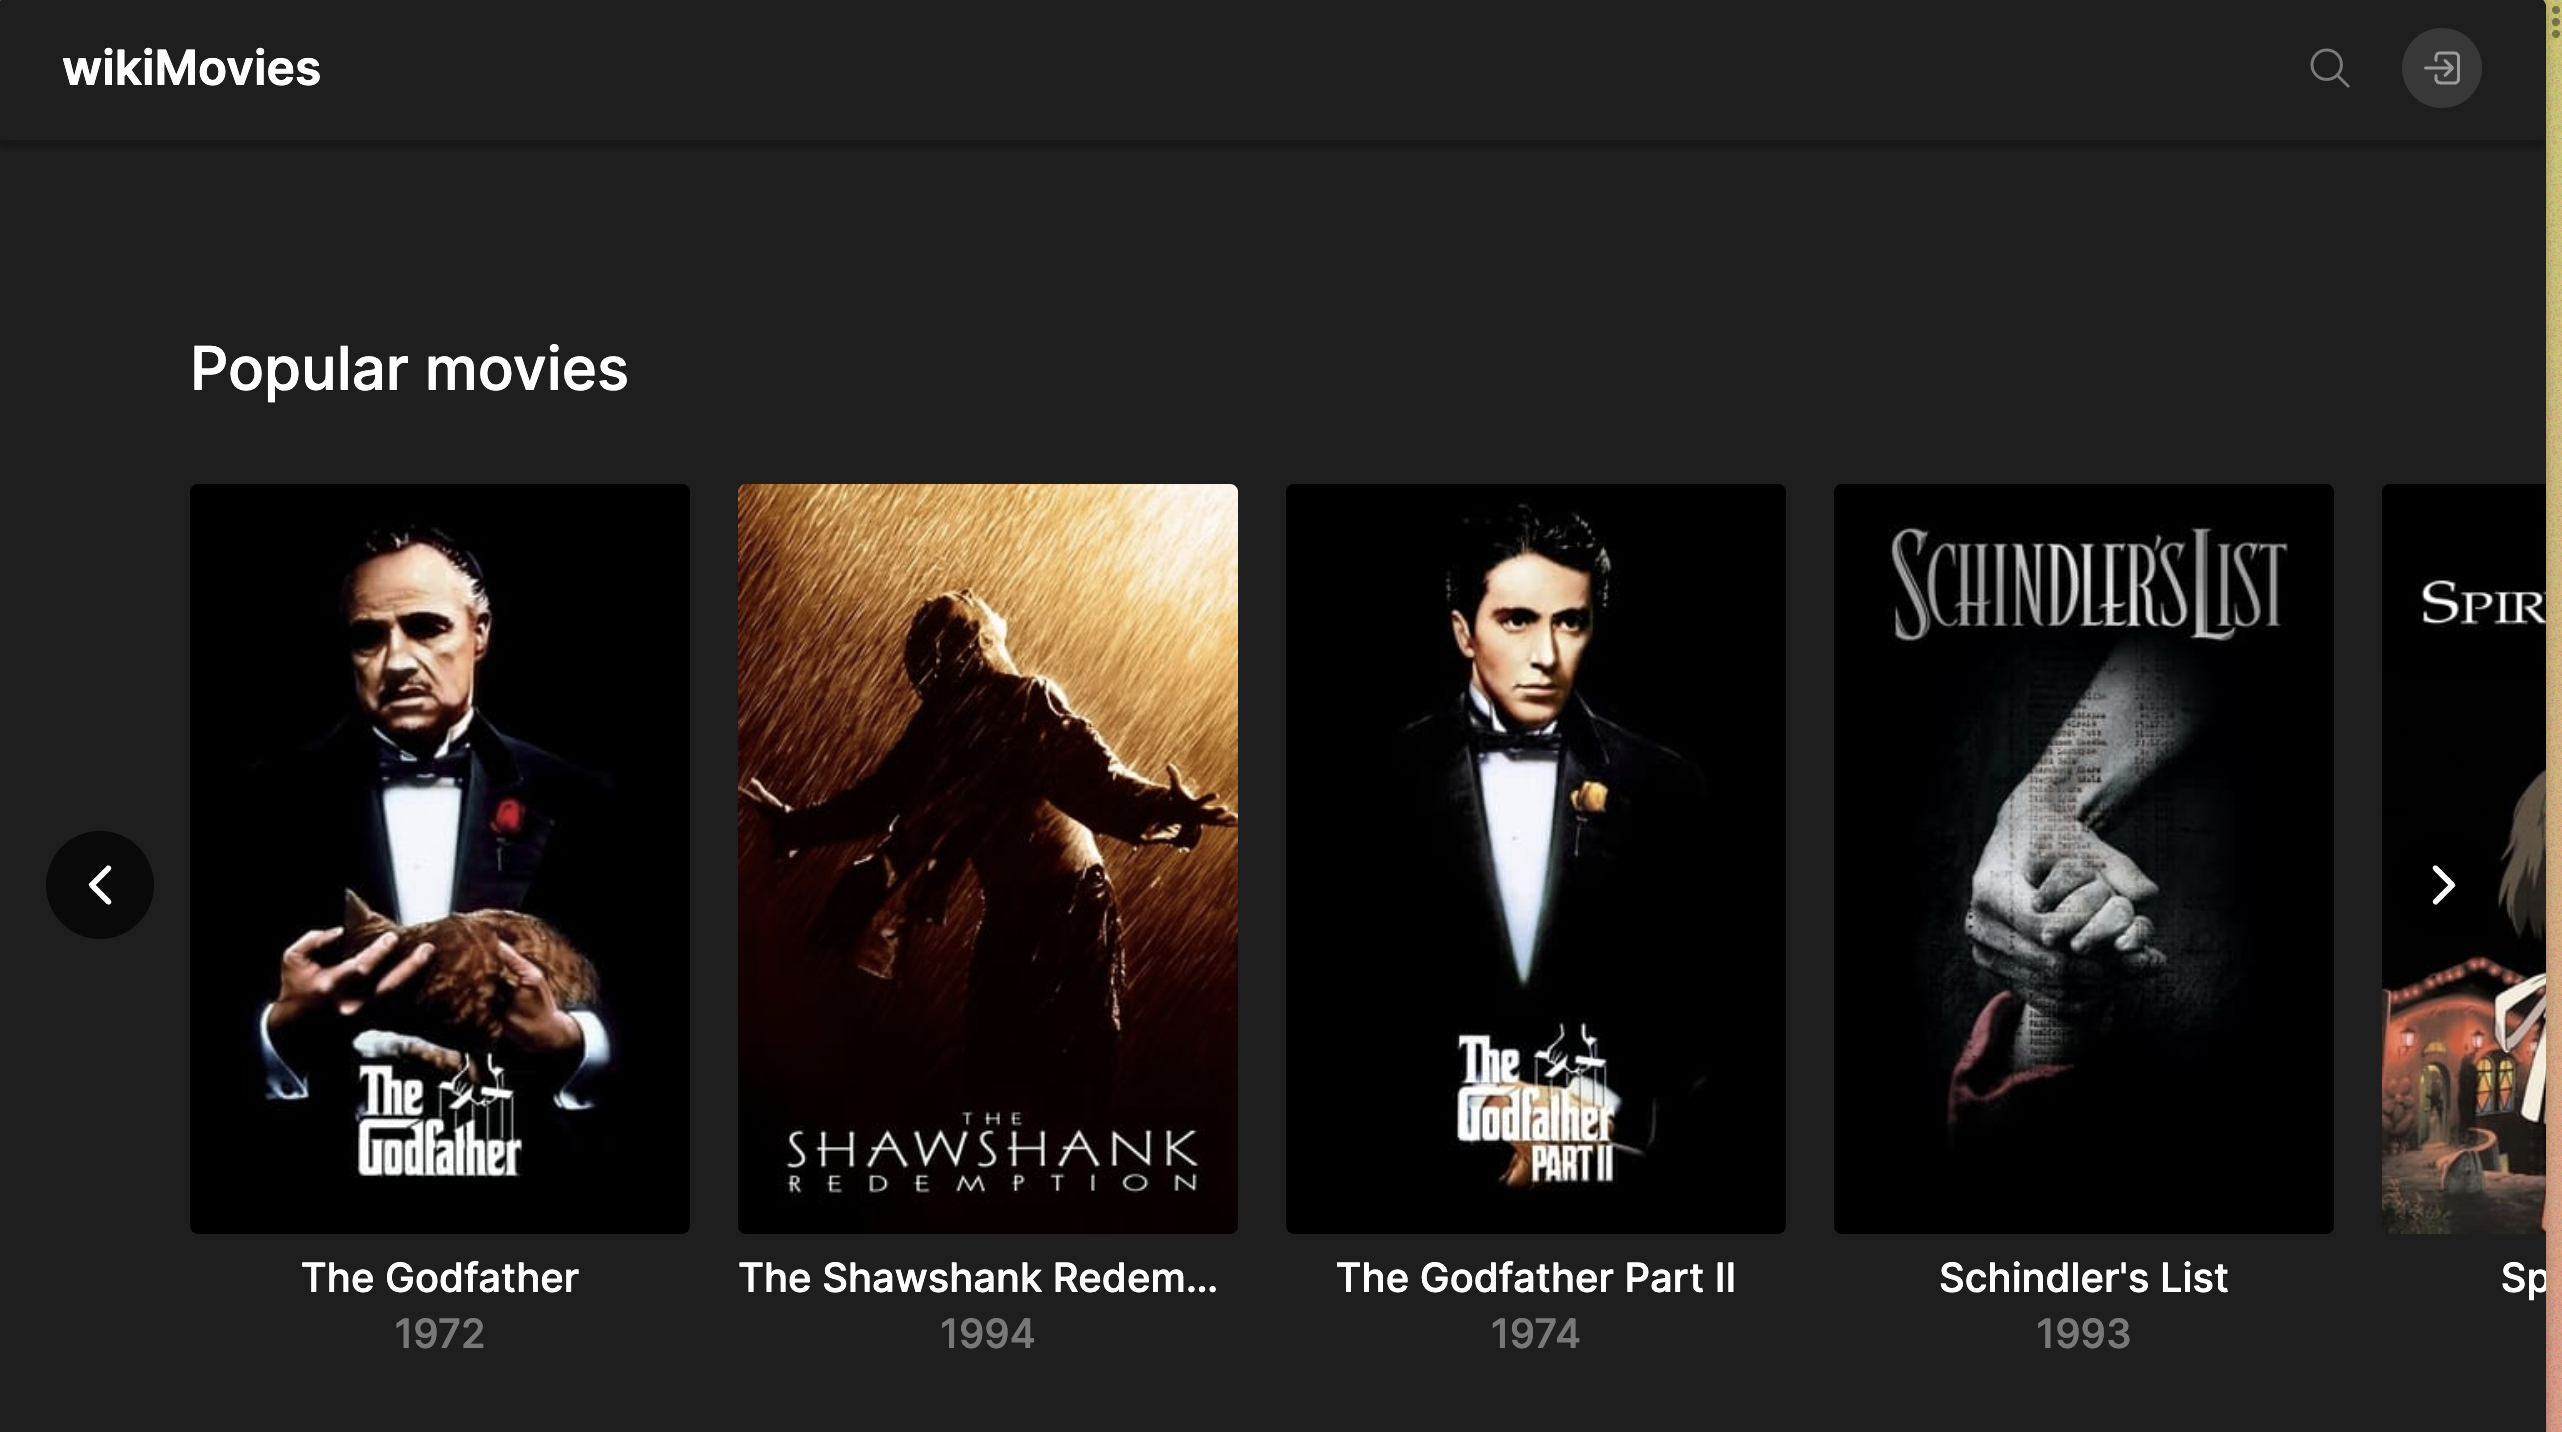 wikiMovies
Popular movies
The
Godfather
THE
SHAWSHANK
REDEMPTION
The
Godfather
PART II
SCHINDLER'S LIST
SPIR
The Godfather
The Shawshank Redem...
The Godfather Part II
Schindler's List
Sp
1972
1994
1974
1993